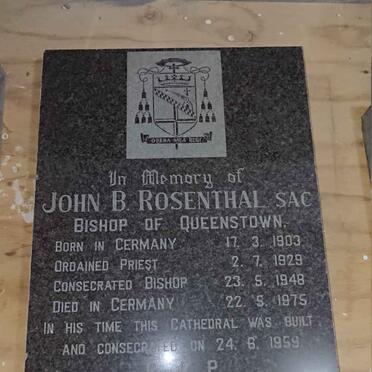 In Memory of
JOHN B. ROSENTHAL SAC
BISHOP OF QUEENSTOWN.
BORN IN GERMANY 17. 3. 1903
ORDAINED PRIEST 2. 7. 1929
CONSECRATED BISHOP 23. 5. 1948
DIED IN GERMANY 22. 5. 1975
IN HIS TIME THIS CATHEDRAL WAS BUILT
AND CONSECRATED ON 24. 6. 1959
P